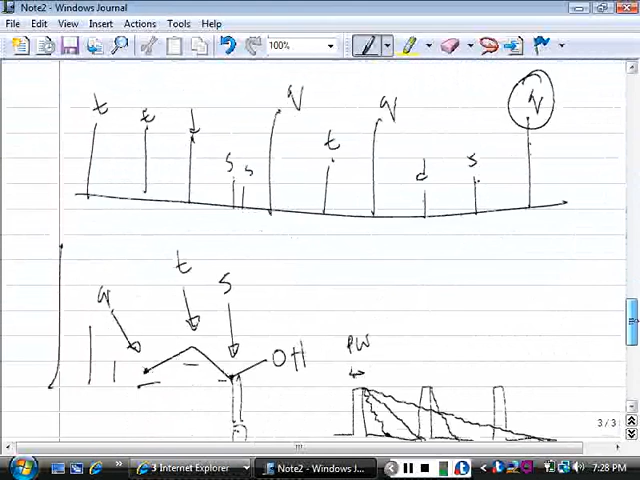 Note2 - Windows Journal
File Edit View Insert Actions Tools Help
100%
t t d s s q t q d s q
t
s
q
OH
PW
3 / 3
3 Internet Explorer
Note2 - Windows J...
7:28 PM